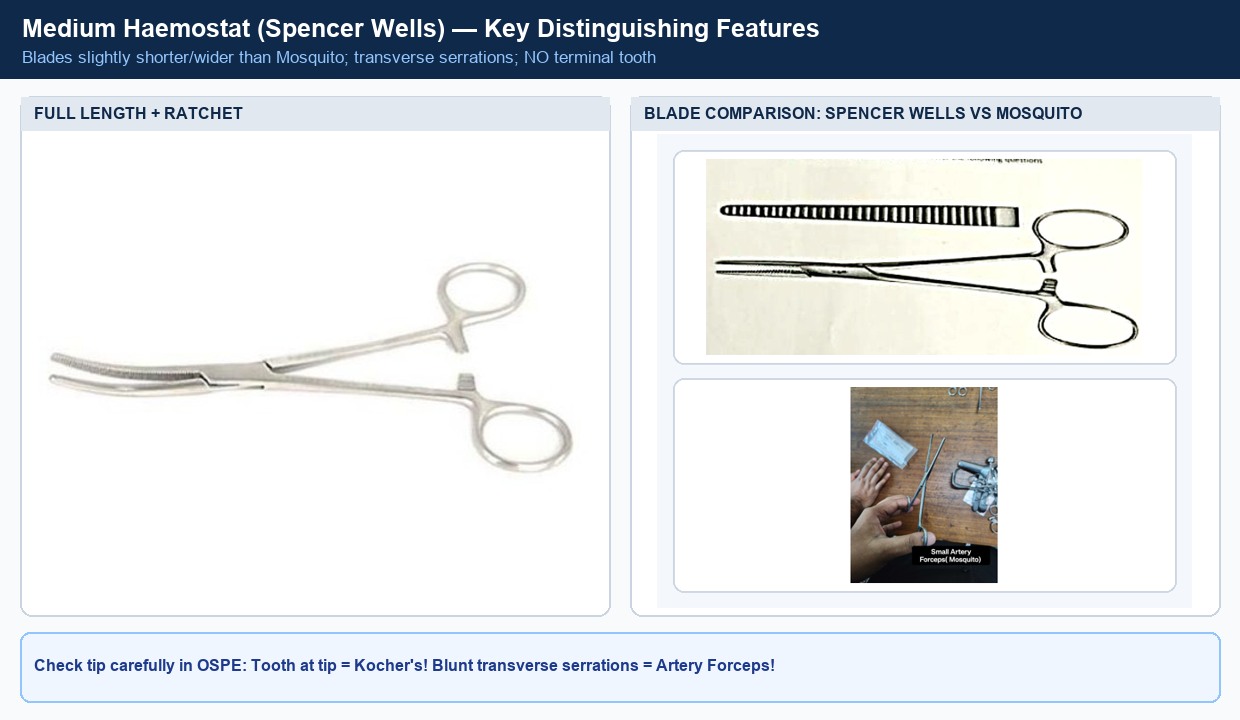 Medium Haemostat (Spencer Wells) — Key Distinguishing Features
Blades slightly shorter/wider than Mosquito; transverse serrations; NO terminal tooth
FULL LENGTH + RATCHET
BLADE COMPARISON: SPENCER WELLS VS MOSQUITO
following questions
Small Artery
Forceps( Mosquito)
Check tip carefully in OSPE: Tooth at tip = Kocher's! Blunt transverse serrations = Artery Forceps!